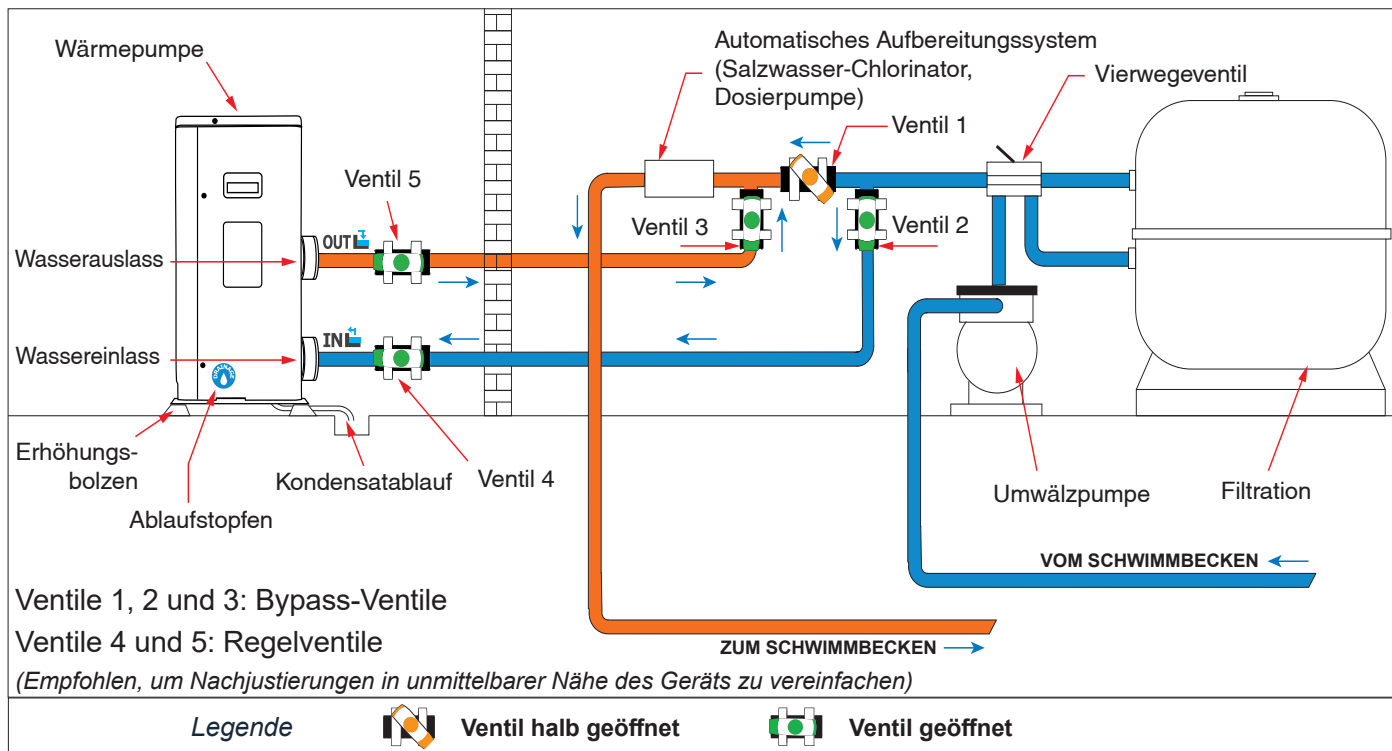 Wärmepumpe
Automatisches Aufbereitungssystem
(Salzwasser-Chlorinator,
Dosierpumpe)
Vierwegeventil
Ventil 1
Ventil 5
Ventil 3
Ventil 2
OUT
Wasserauslass
IN
Wassereinlass
DRAINAGE
Erhöhungs-
bolzen
Kondensatablauf
Ventil 4
Ablaufstopfen
Umwälzpumpe
Filtration
VOM SCHWIMMBECKEN
Ventile 1, 2 und 3: Bypass-Ventile
Ventile 4 und 5: Regelventile
ZUM SCHWIMMBECKEN
(Empfohlen, um Nachjustierungen in unmittelbarer Nähe des Geräts zu vereinfachen)
Legende
Ventil halb geöffnet
Ventil geöffnet